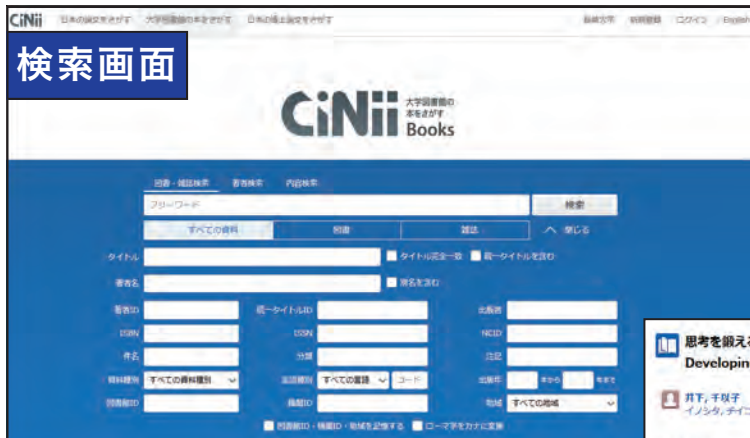 CiNii 日本の論文をさがす 大学図書館の本をさがす 日本の博士論文をさがす
新規登録 ログイン English
検索画面
CiNii 大学図書館の
本をさがす
Books
図書・雑誌検索 著者検索 内容検索
フリーワード 検索
すべての資料 図書 雑誌 閉じる
タイトル タイトル完全一致 統一タイトルを含む
著者名 別名を含む
著者ID 統一タイトルID 出版者
ISBN ISSN NCID
件名 分類 注記
資料種別 すべての資料種別 言語種別 すべての言語 コード 出版年 年から 年まで
図書館ID 機関ID 地域 すべての地域
図書館ID・機関ID・地域を記憶する ローマ字をカナに変換
思考を鍛える
Developin
井下, 千以子
イノシタ, チイコ